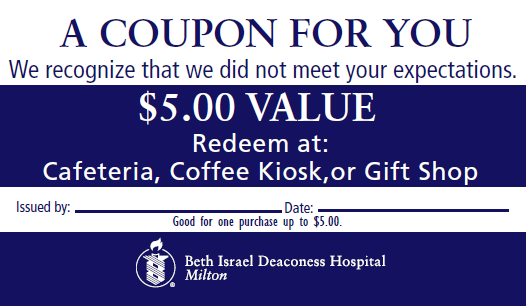 A COUPON FOR YOU
We recognize that we did not meet your expectations.
$5.00 VALUE
Redeem at:
Cafeteria, Coffee Kiosk,or Gift Shop
Issued by: Date:
Good for one purchase up to $5.00.
Beth Israel Deaconess Hospital
Milton
®